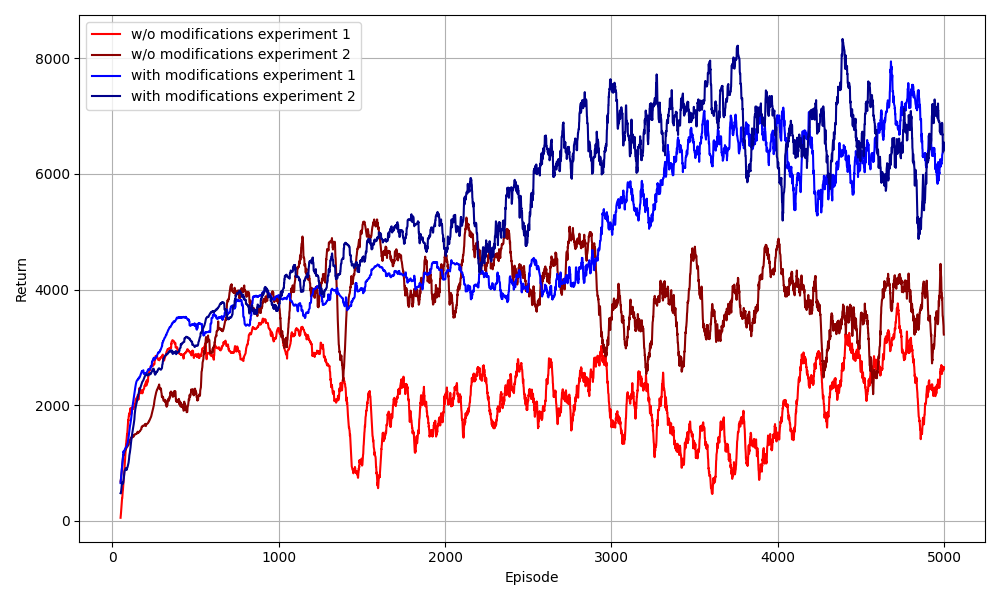 w/o modifications experiment 1
w/o modifications experiment 2
with modifications experiment 1
with modifications experiment 2
8000
6000
4000
2000
0
Return
0 1000 2000 3000 4000 5000
Episode